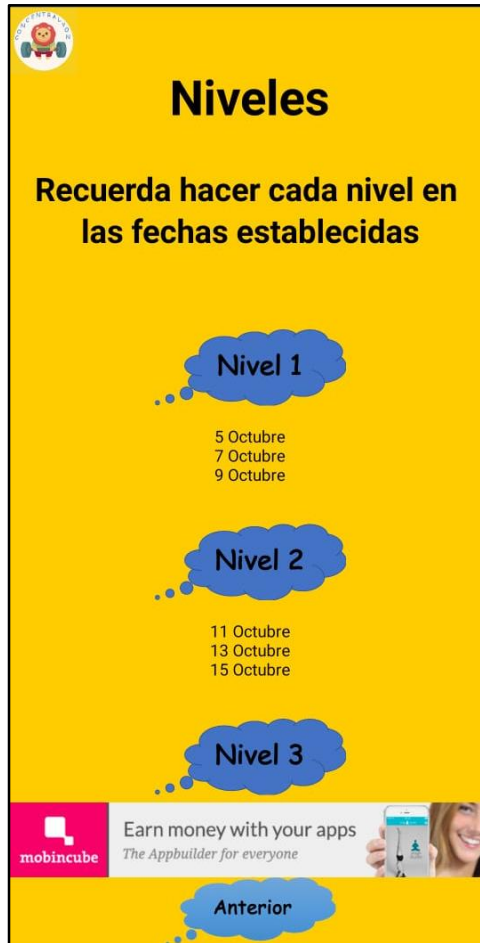 Niveles
Recuerda hacer cada nivel en
las fechas establecidas
Nivel 1
5 Octubre
7 Octubre
9 Octubre
Nivel 2
11 Octubre
13 Octubre
15 Octubre
Nivel 3
mobincube
Earn money with your apps
The Appbuilder for everyone
Anterior